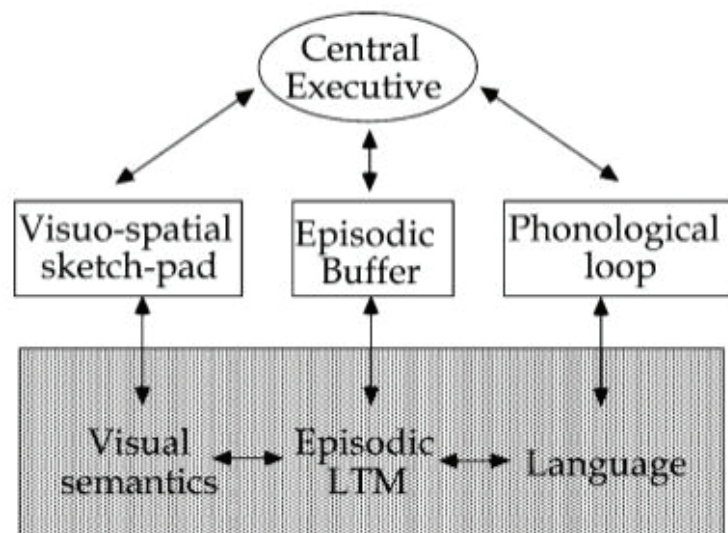 Central
Executive
Visuo-spatial
sketch-pad
Episodic
Buffer
Phonological
loop
Visual
semantics
Episodic
LTM
Language